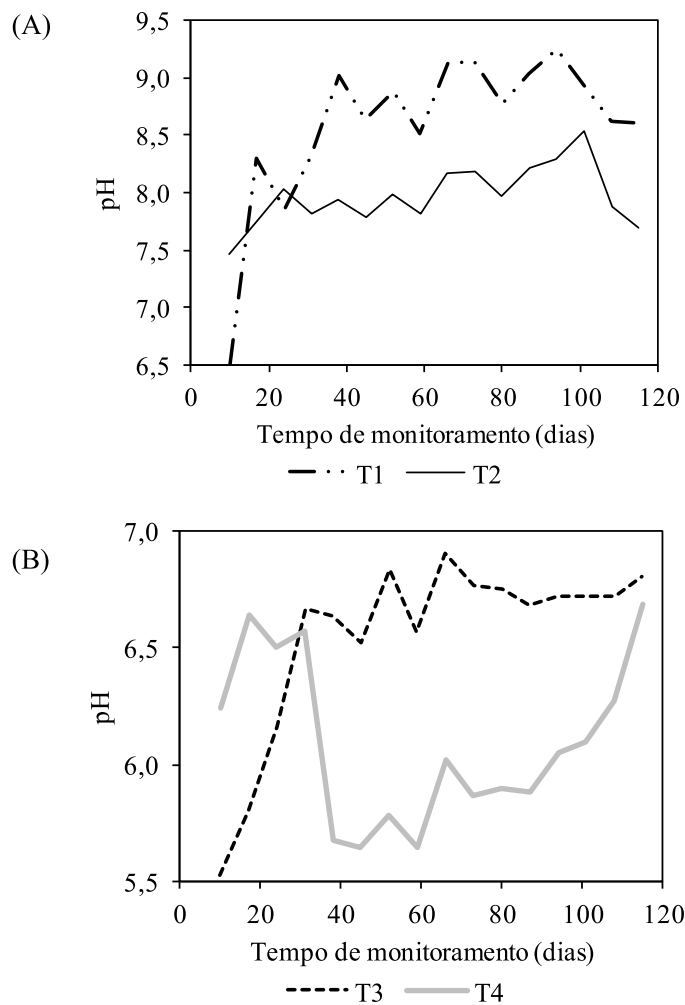 (A)
9,5
9,0
8,5
8,0
7,5
7,0
6,5
pH
0 20 40 60 80 100 120
Tempo de monitoramento (dias)
T1 T2
(B)
7,0
6,5
6,0
5,5
pH
0 20 40 60 80 100 120
Tempo de monitoramento (dias)
T3 T4